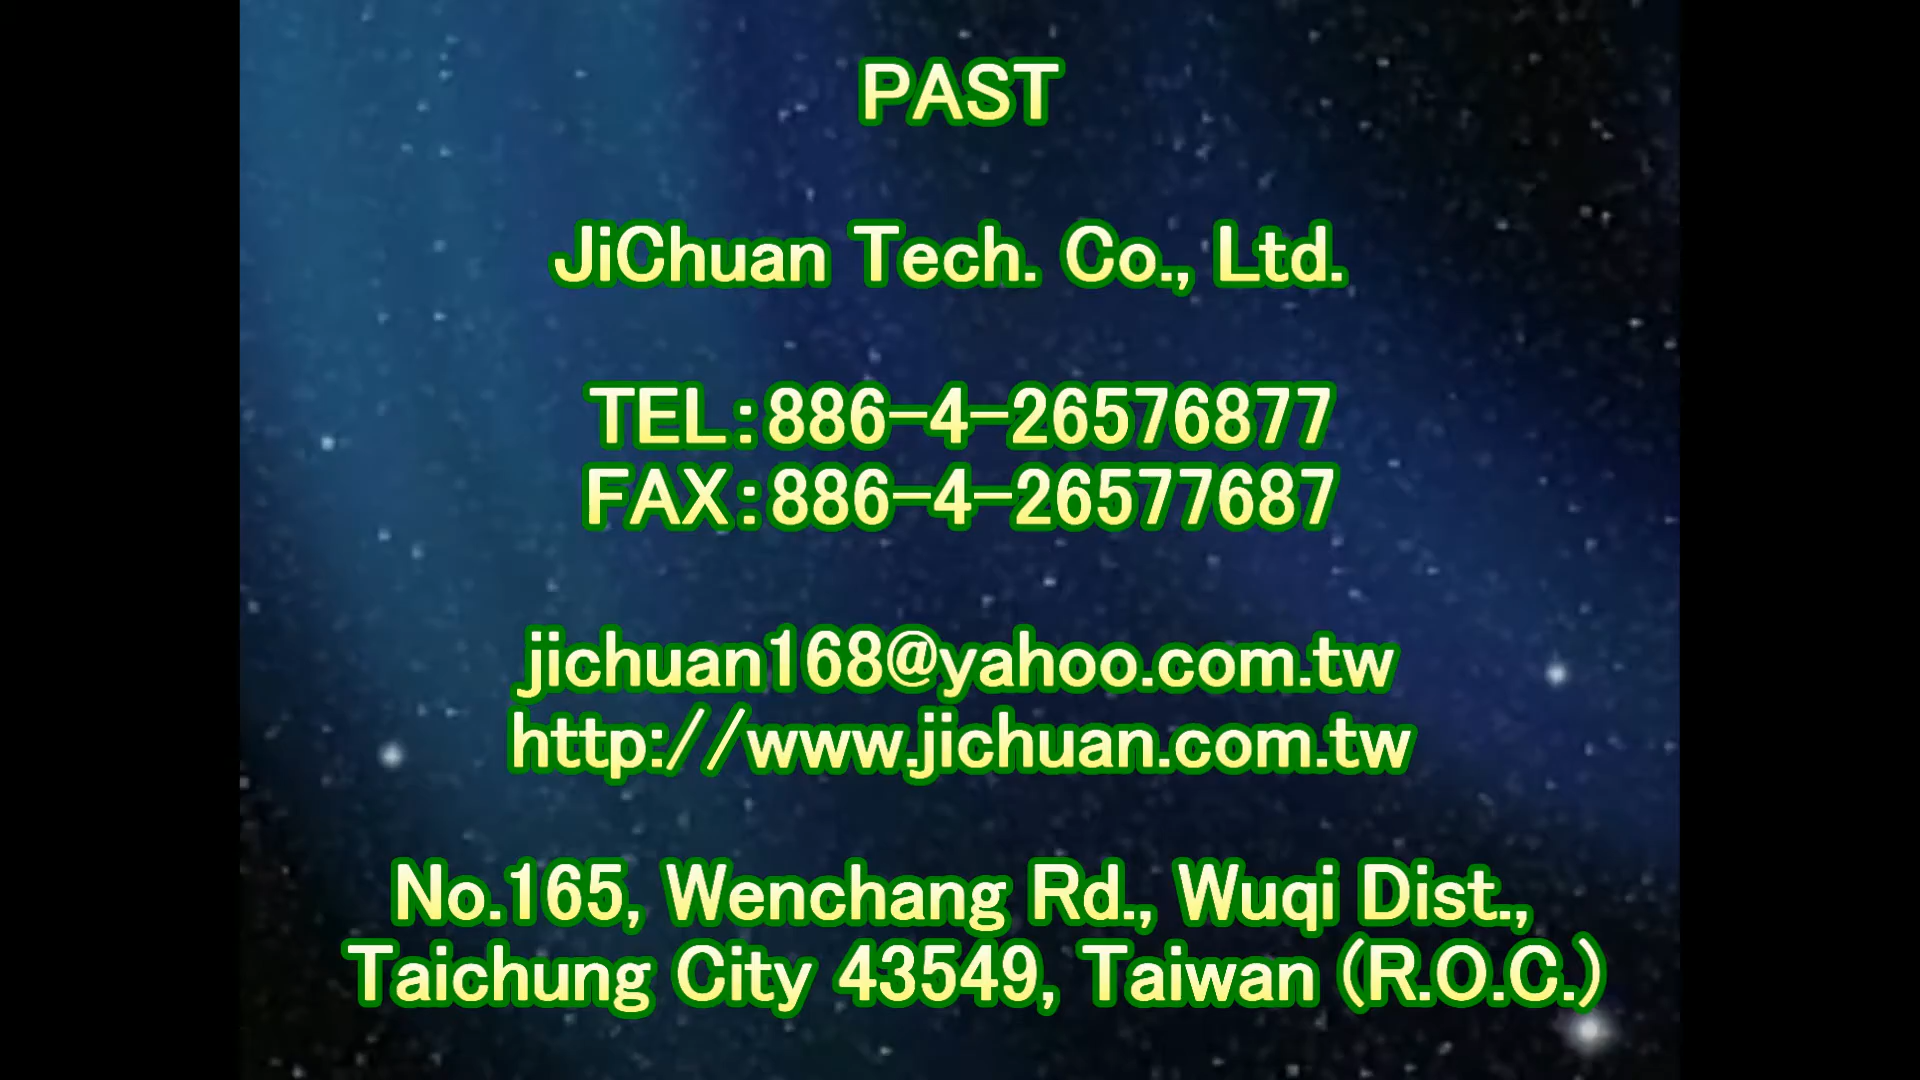 PAST
JiChuan Tech. Co., Ltd.
TEL:886-4-26576877
FAX:886-4-26577687
jichuan168@yahoo.com.tw
http://www.jichuan.com.tw
No.165, Wenchang Rd., Wuqi Dist.,
Taichung City 43549, Taiwan (R.O.C.)